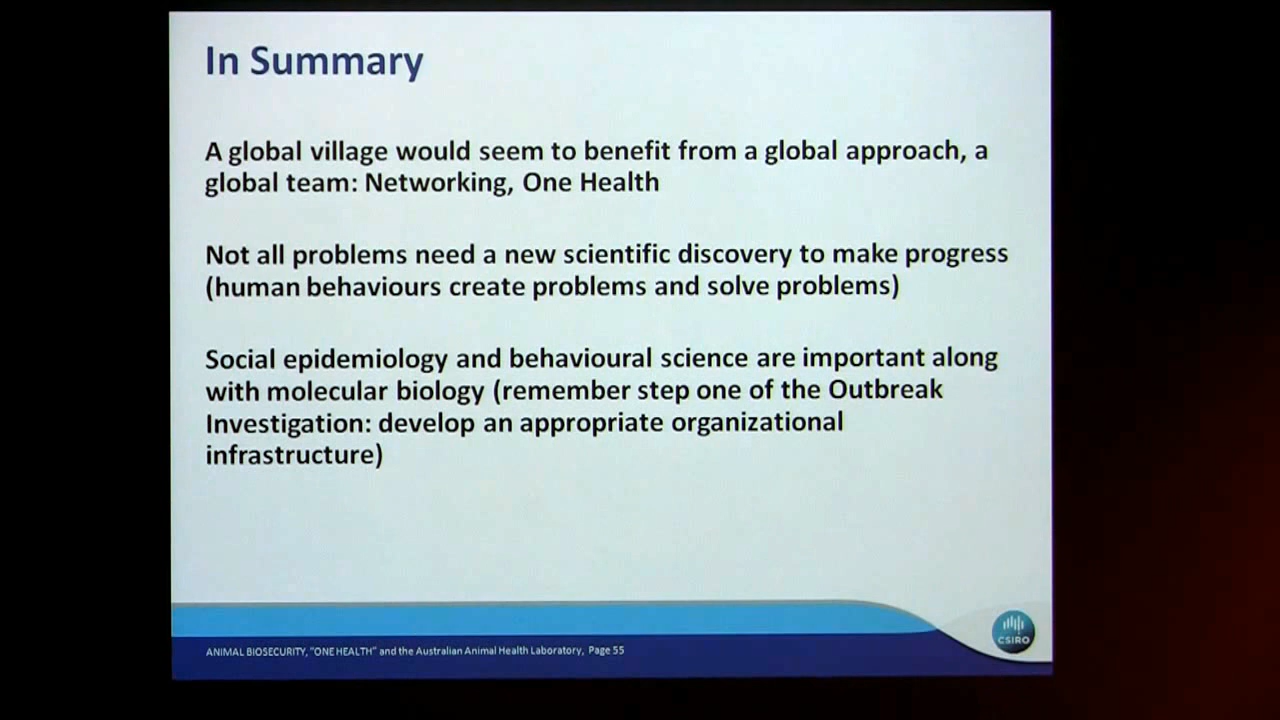 In Summary
A global village would seem to benefit from a global approach, a
global team: Networking, One Health
Not all problems need a new scientific discovery to make progress
(human behaviours create problems and solve problems)
Social epidemiology and behavioural science are important along
with molecular biology (remember step one of the Outbreak
Investigation: develop an appropriate organizational
infrastructure)
CSIRO
ANIMAL BIOSECURITY, "ONE HEALTH" and the Australian Animal Health Laboratory, Page 55